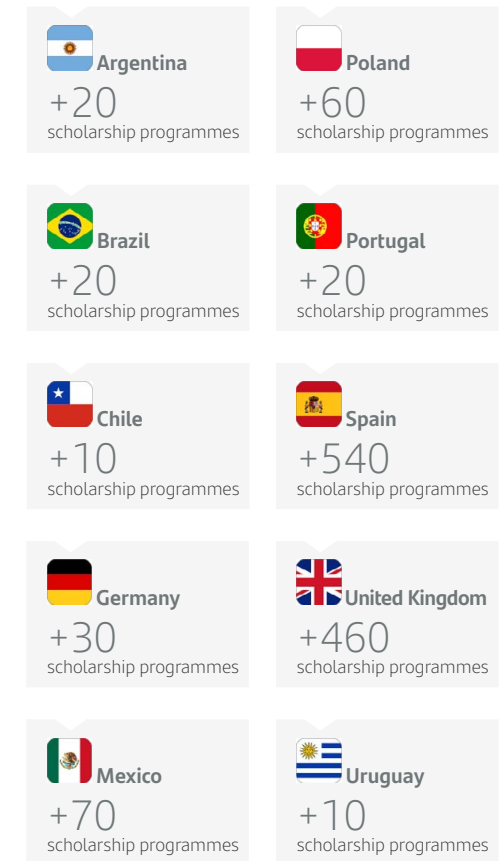 Argentina
+20
scholarship programmes
Poland
+60
scholarship programmes
Brazil
+20
scholarship programmes
Portugal
+20
scholarship programmes
Chile
+10
scholarship programmes
Spain
+540
scholarship programmes
Germany
+30
scholarship programmes
United Kingdom
+460
scholarship programmes
Mexico
+70
scholarship programmes
Uruguay
+10
scholarship programmes